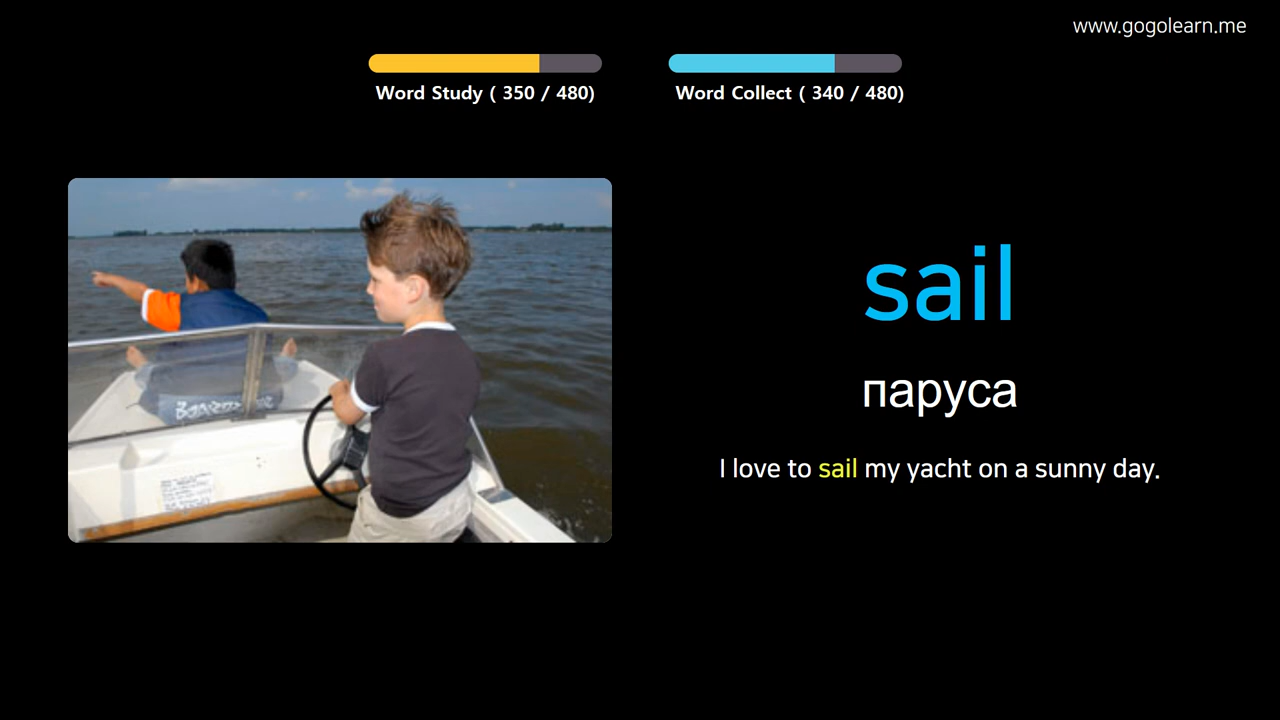 www.gogolearn.me
Word Study ( 350 / 480)
Word Collect ( 340 / 480)
sail
паруса
I love to sail my yacht on a sunny day.